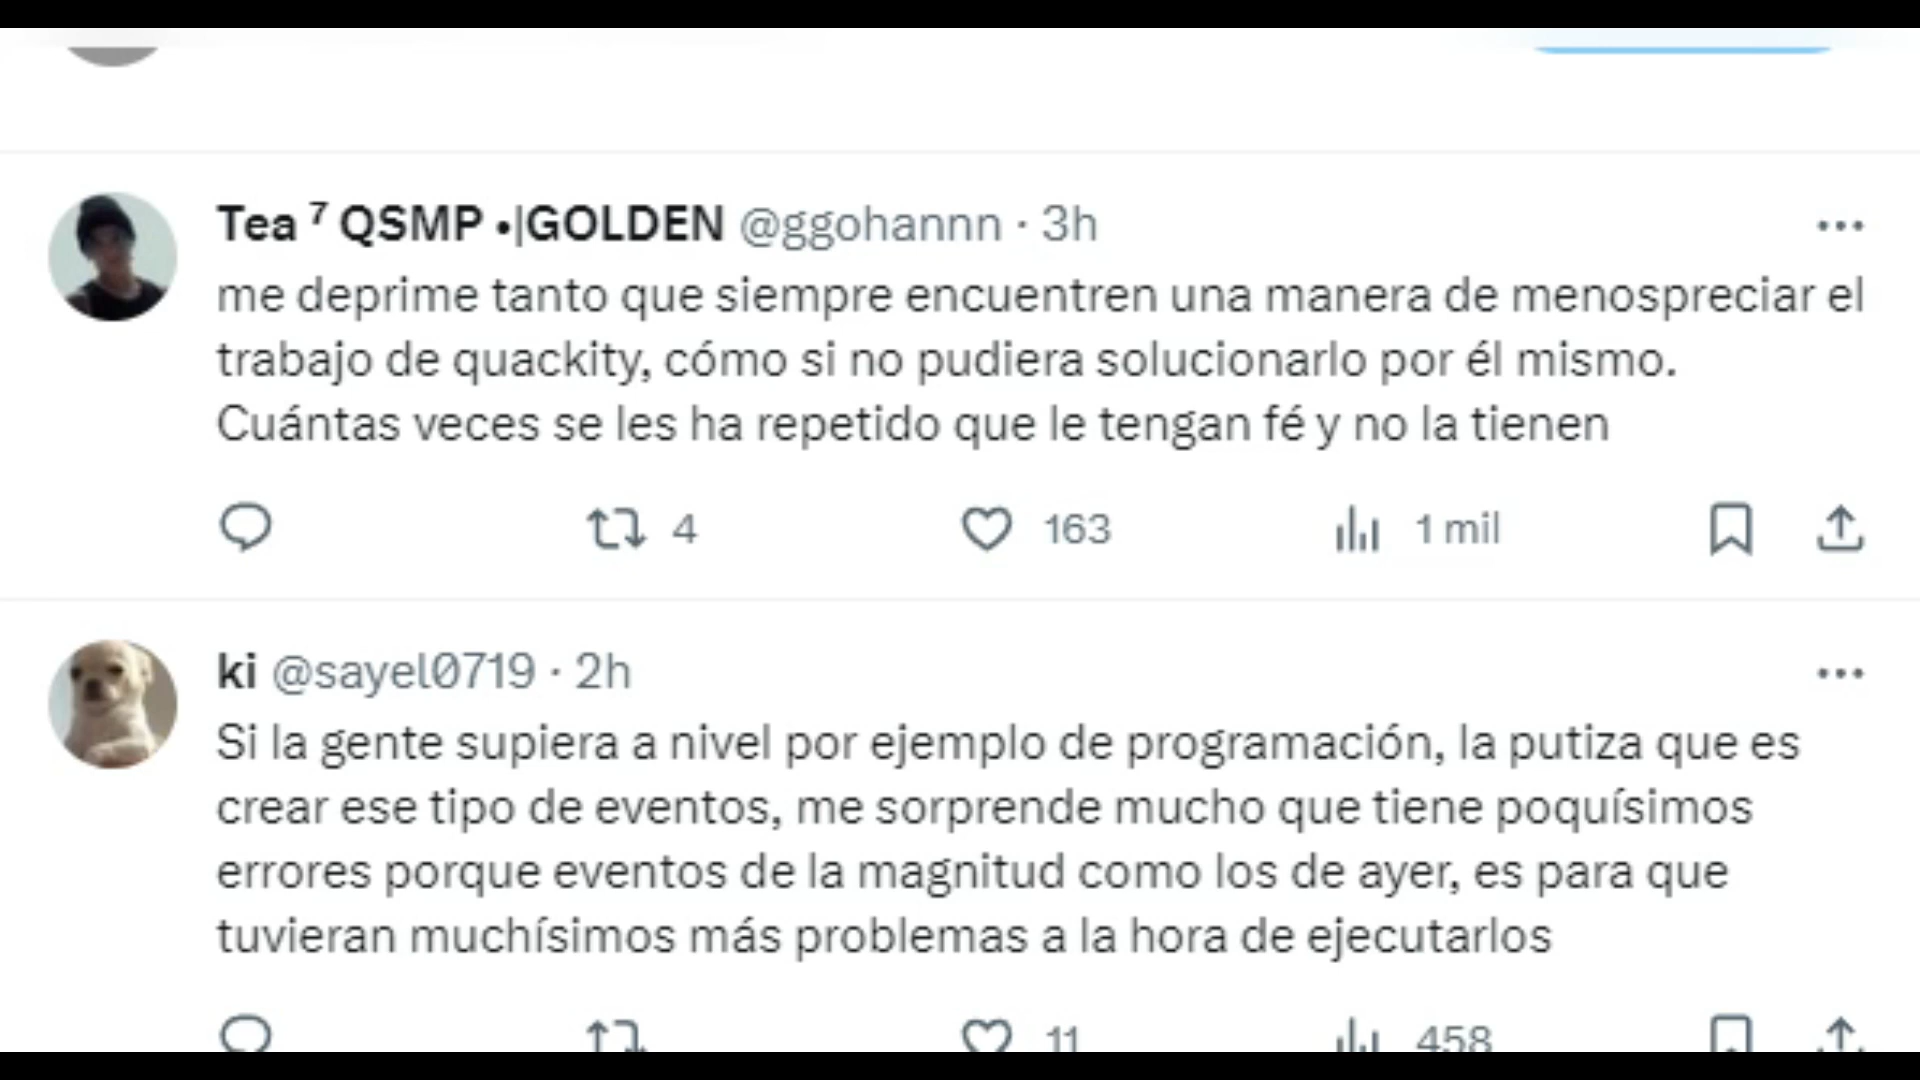 Tea ⁷ QSMP •|GOLDEN @ggohannn · 3h
me deprime tanto que siempre encuentren una manera de menospreciar el
trabajo de quackity, cómo si no pudiera solucionarlo por él mismo.
Cuántas veces se les ha repetido que le tengan fé y no la tienen
4 163 1 mil
ki @sayel0719 · 2h
Si la gente supiera a nivel por ejemplo de programación, la putiza que es
crear ese tipo de eventos, me sorprende mucho que tiene poquísimos
errores porque eventos de la magnitud como los de ayer, es para que
tuvieran muchísimos más problemas a la hora de ejecutarlos
11 458